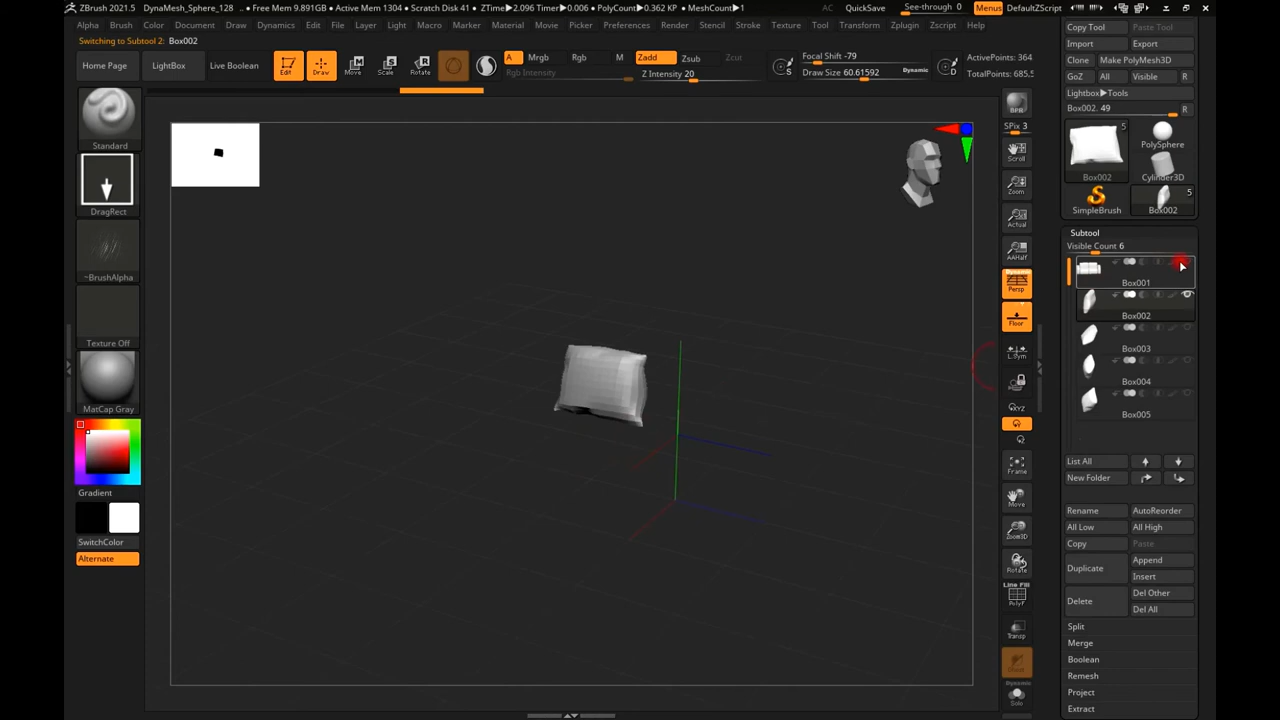 ZBrush 2021.5 DynaMesh_Sphere_128 .. • Free Mem 9.891GB • Active Mem 1304 • Scratch Disk 41 • ZTime▶2.096 Timer▶0.006 • PolyCount▶0.362 KP • MeshCount▶1 AC QuickSave See-through 0 Menus DefaultZScript
Alpha Brush Color Document Draw Dynamics Edit File Layer Light Macro Marker Material Movie Picker Preferences Render Stencil Stroke Texture Tool Transform Zplugin Zscript Help
Switching to Subtool 2: Box002
Home Page LightBox Live Boolean Edit Draw Move Scale Rotate
A Mrgb Rgb M Zadd Zsub Zcut
Rgb Intensity Z Intensity 20
Focal Shift -79
Draw Size 60.61592 Dynamic
S D
ActivePoints: 364
TotalPoints: 685.5
Standard
DragRect
~BrushAlpha
Texture Off
MatCap Gray
Gradient
SwitchColor
Alternate
BPR
SPix 3
Scroll
Zoom
Actual
AAHalf
Dynamic
Persp
Floor
L.Sym
XYZ
Frame
Move
Zoom3D
Rotate
Line Fill
PolyF
Transp
Ghost
Dynamic
Solo
Copy Tool Paste Tool
Import Export
Clone Make PolyMesh3D
GoZ All Visible R
Lightbox▶Tools
Box002. 49 R
5
Box002
PolySphere
Cylinder3D
SimpleBrush
5
Box002
Subtool
Visible Count 6
Box001
Box002
Box003
Box004
Box005
List All
New Folder
Rename AutoReorder
All Low All High
Copy Paste
Duplicate Append
Insert
Delete Del Other
Del All
Split
Merge
Boolean
Remesh
Project
Extract